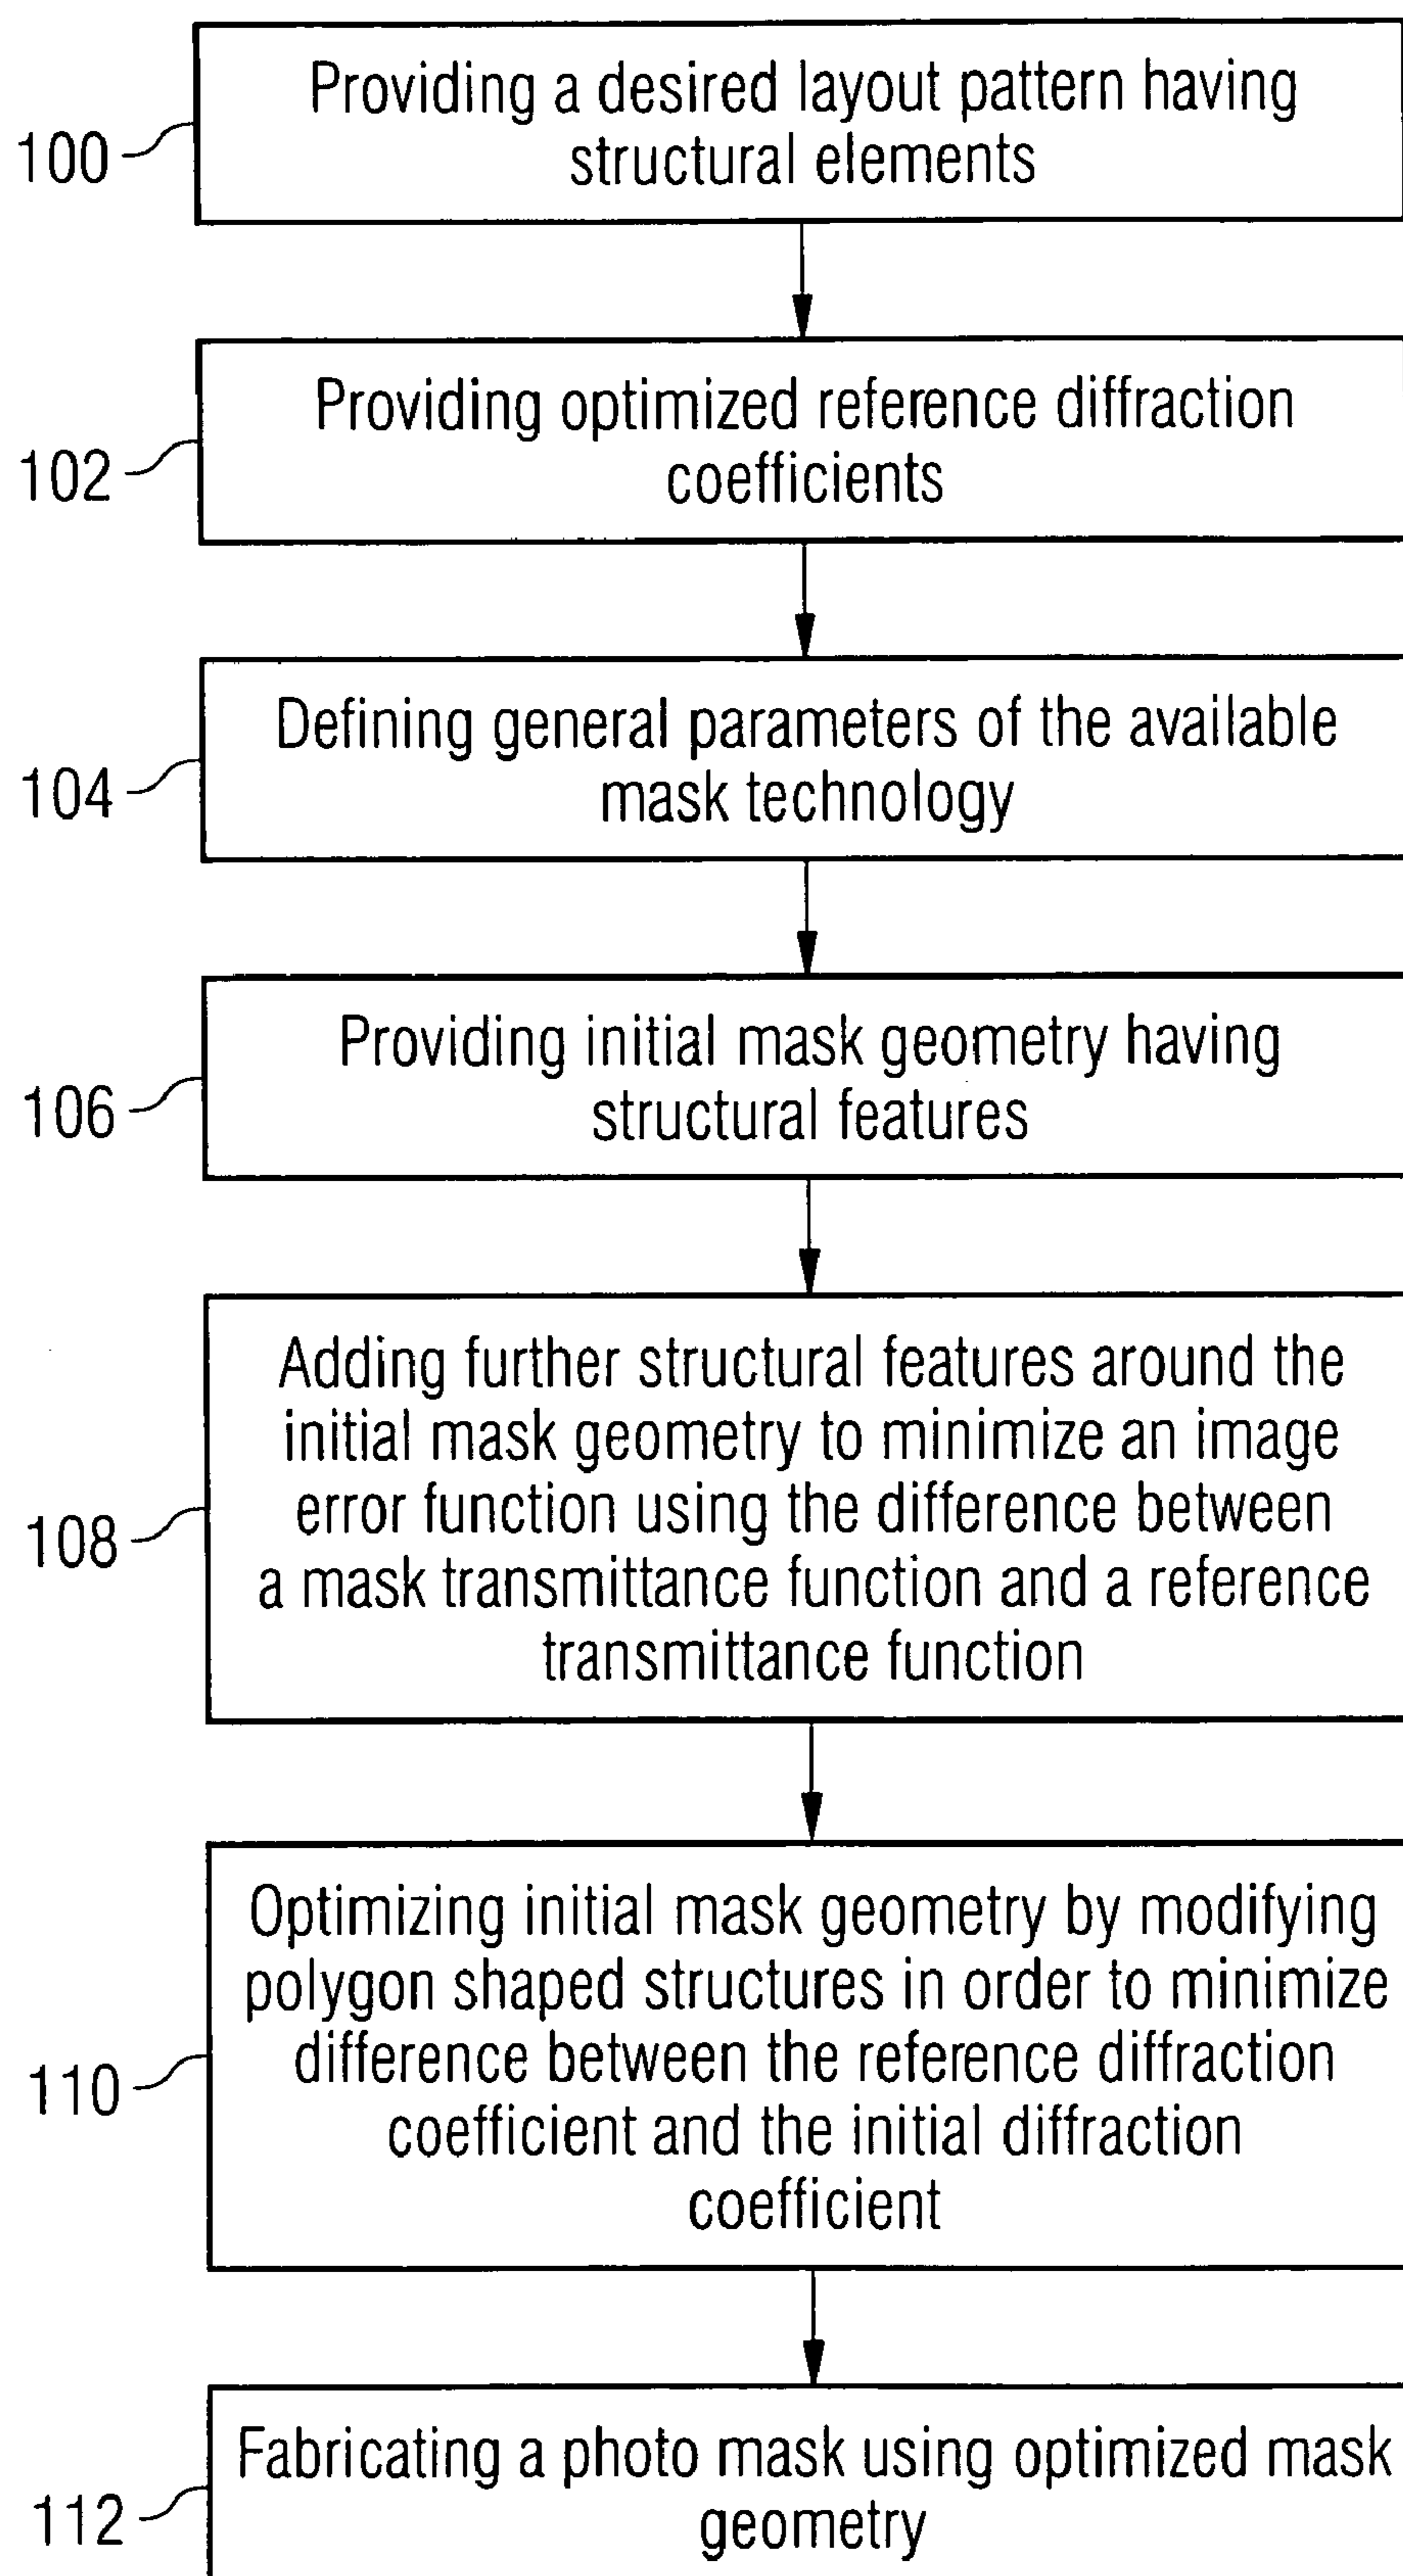 Providing a desired layout pattern having
structural elements
100
Providing optimized reference diffraction
coefficients
102
Defining general parameters of the available
mask technology
104
Providing initial mask geometry having
structural features
106
Adding further structural features around the
initial mask geometry to minimize an image
error function using the difference between
a mask transmittance function and a reference
transmittance function
108
Optimizing initial mask geometry by modifying
polygon shaped structures in order to minimize
difference between the reference diffraction
coefficient and the initial diffraction
coefficient
110
Fabricating a photo mask using optimized mask
geometry
112